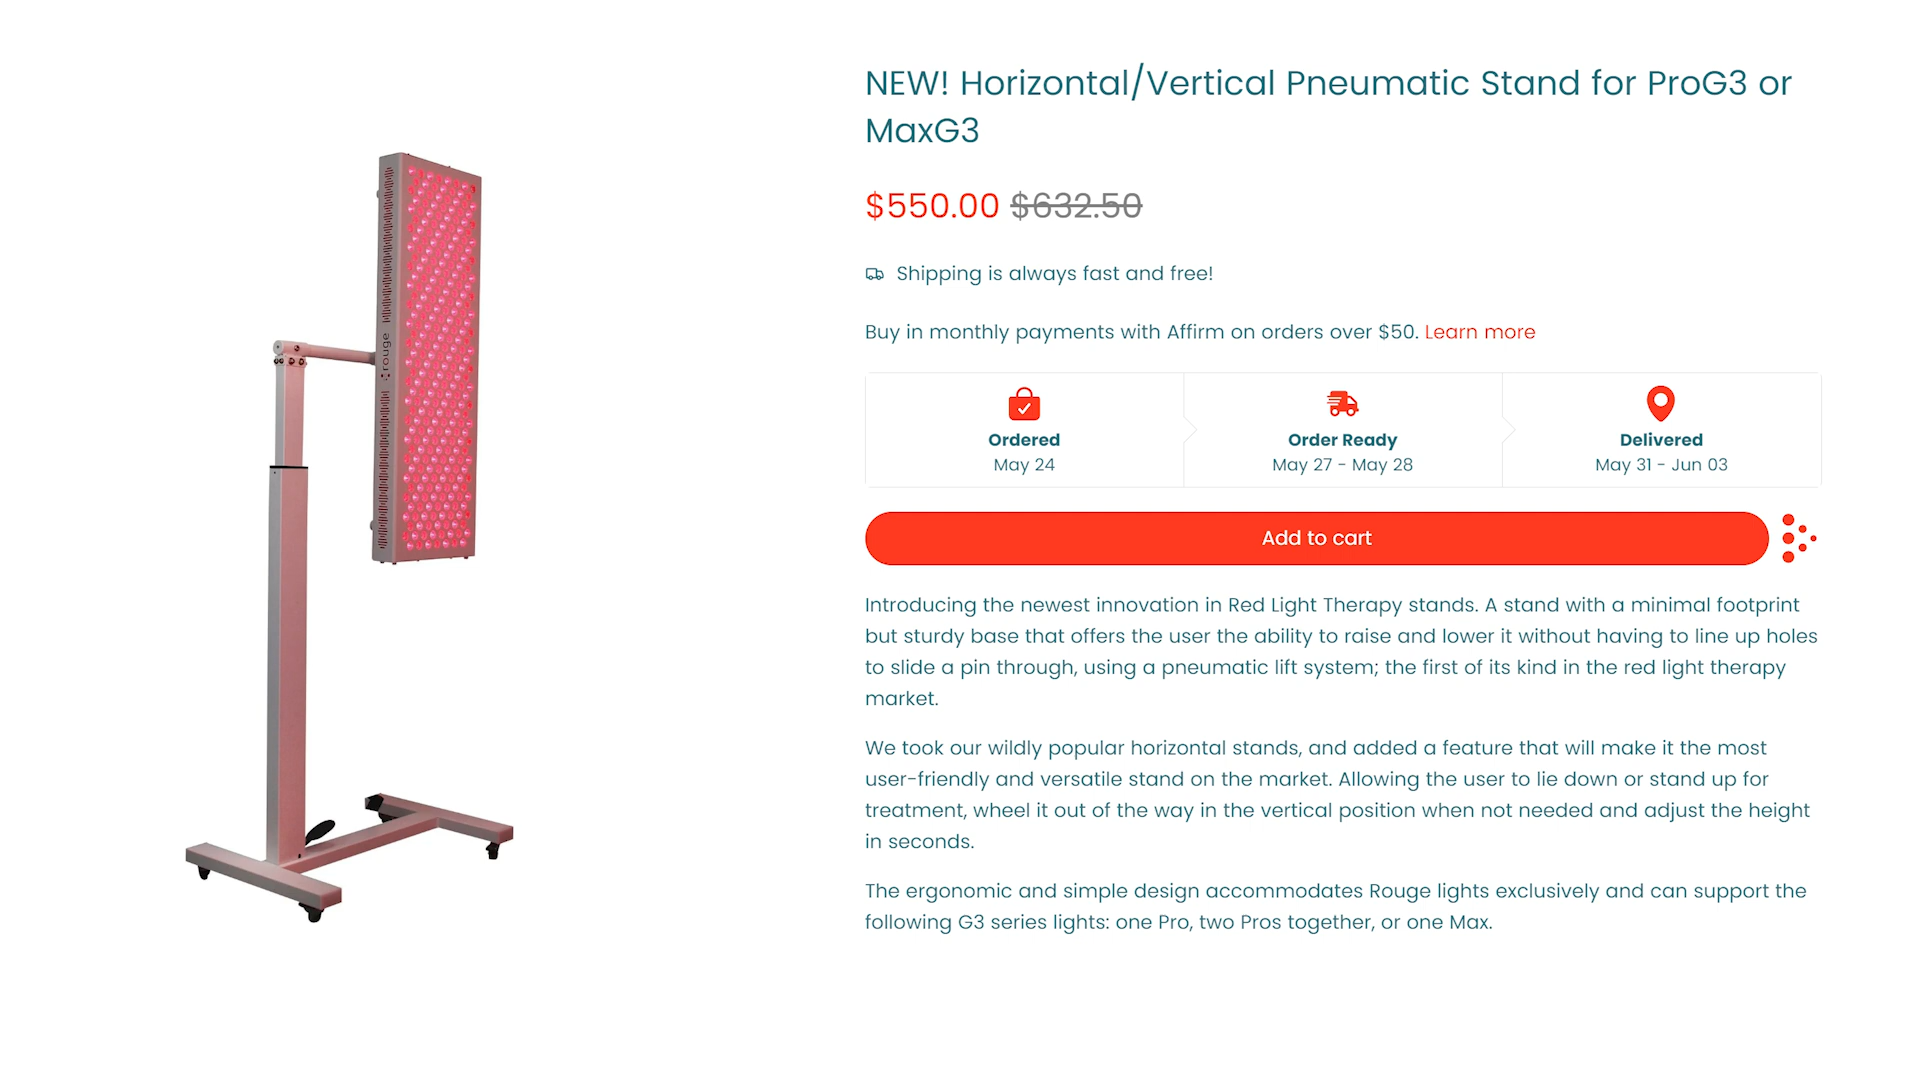 NEW! Horizontal/Vertical Pneumatic Stand for ProG3 or
MaxG3
$550.00 $632.50
Shipping is always fast and free!
Buy in monthly payments with Affirm on orders over $50. Learn more
Ordered
May 24
Order Ready
May 27 - May 28
Delivered
May 31 - Jun 03
Add to cart
Introducing the newest innovation in Red Light Therapy stands. A stand with a minimal footprint
but sturdy base that offers the user the ability to raise and lower it without having to line up holes
to slide a pin through, using a pneumatic lift system; the first of its kind in the red light therapy
market.
We took our wildly popular horizontal stands, and added a feature that will make it the most
user-friendly and versatile stand on the market. Allowing the user to lie down or stand up for
treatment, wheel it out of the way in the vertical position when not needed and adjust the height
in seconds.
The ergonomic and simple design accommodates Rouge lights exclusively and can support the
following G3 series lights: one Pro, two Pros together, or one Max.
rouge